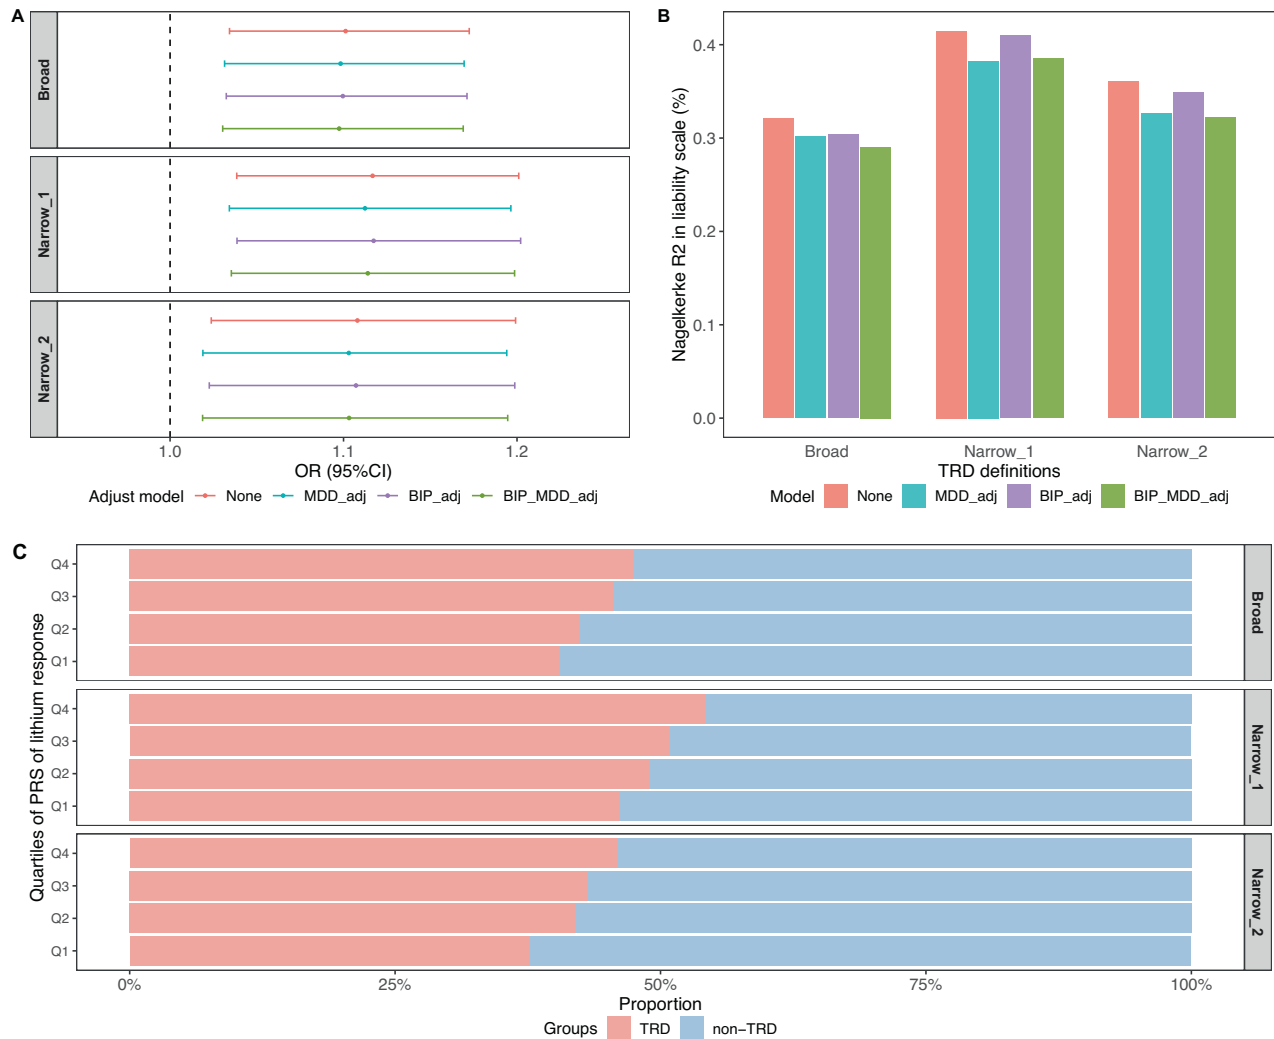 A
Broad
Narrow_1
Narrow_2
1.0 1.1 1.2
OR (95%CI)
Adjust model None MDD_adj BIP_adj BIP_MDD_adj
B
Nagelkerke R2 in liability scale (%)
0.4
0.3
0.2
0.1
0.0
Broad Narrow_1 Narrow_2
TRD definitions
Model None MDD_adj BIP_adj BIP_MDD_adj
C
Quartiles of PRS of lithium response
Q4
Q3
Q2
Q1
Broad
Q4
Q3
Q2
Q1
Narrow_1
Q4
Q3
Q2
Q1
Narrow_2
0% 25% 50% 75% 100%
Proportion
Groups TRD non−TRD